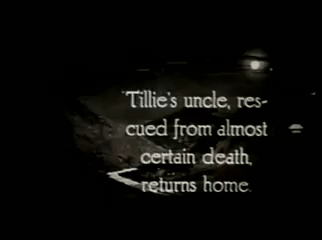 Tillie's uncle, res-
cued from almost
certain death,
returns home.